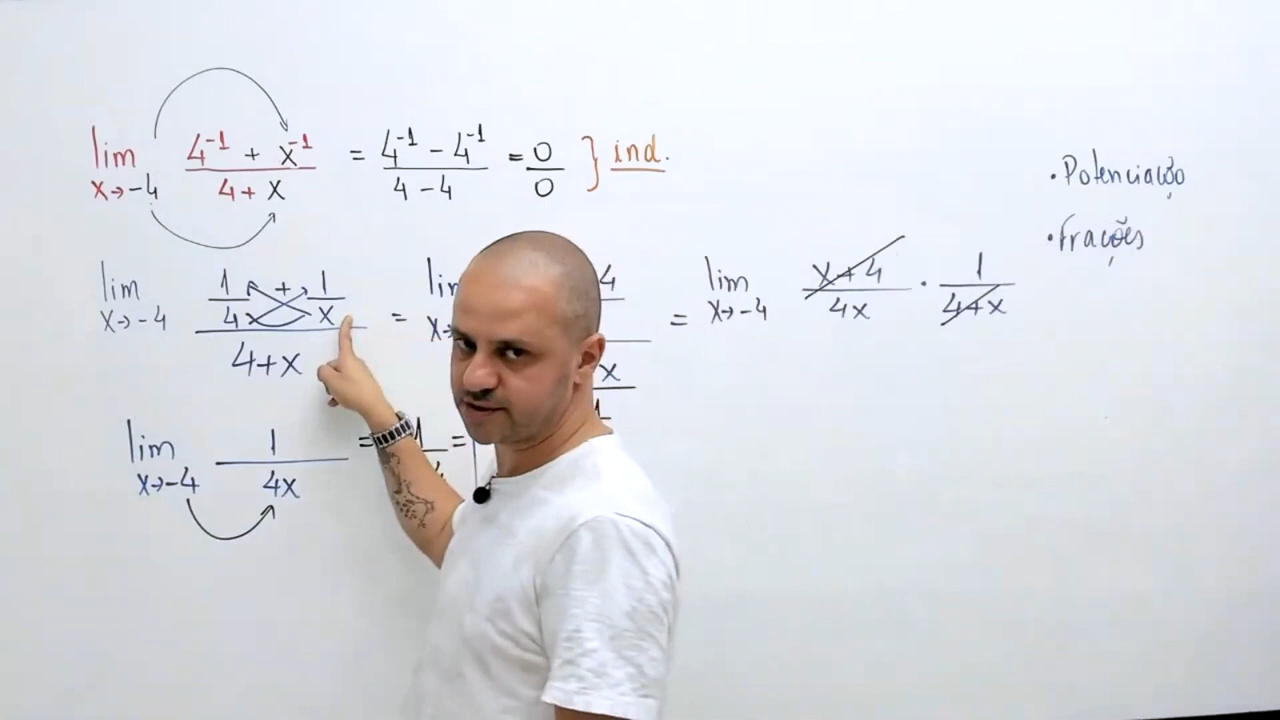 lim x→-4 (4⁻¹ + x⁻¹)/(4 + x) = (4⁻¹ - 4⁻¹)/(4 - 4) = 0/0 } ind.
• Potenciação
• Frações
lim x→-4 (1/4 + 1/x)/(4+x) = lim x→ 4 x = lim x→-4 (x+4)/(4x) · 1/(4+x)
lim x→-4 1/(4x) = 1 =